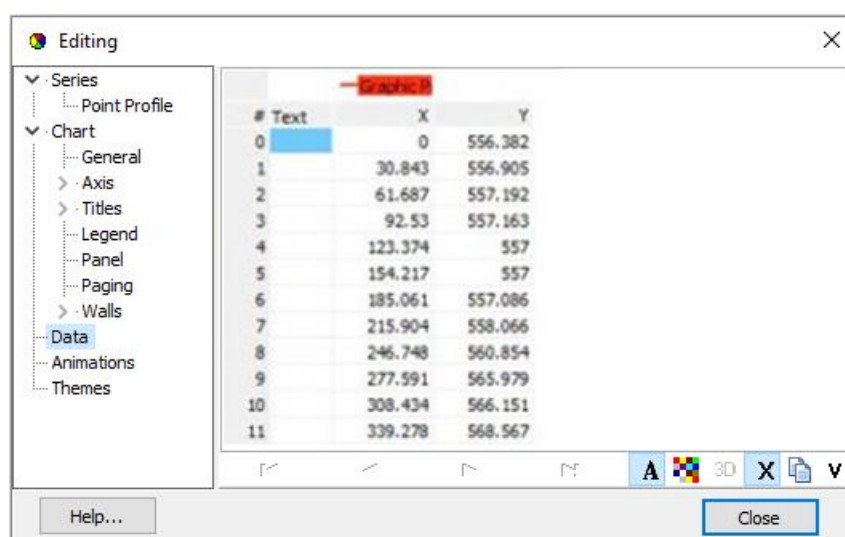 Editing
Series
Point Profile
Chart
General
Axis
Titles
Legend
Panel
Paging
Walls
Data
Animations
Themes
Graphic P
# Text X Y
0 0 556.382
1 30.843 556.905
2 61.687 557.192
3 92.53 557.163
4 123.374 557
5 154.217 557
6 185.061 557.086
7 215.904 558.066
8 246.748 560.854
9 277.591 565.979
10 308.434 566.151
11 339.278 568.567
A 3D X V
Help... Close